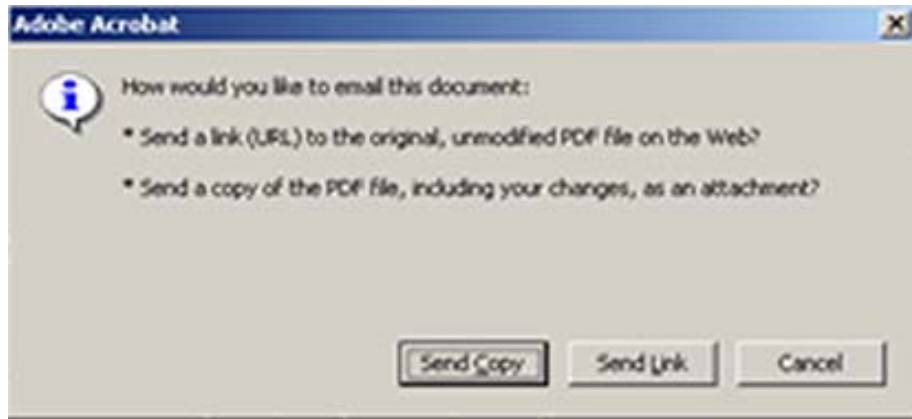 Adobe Acrobat
How would you like to email this document:
* Send a link (URL) to the original, unmodified PDF file on the Web?
* Send a copy of the PDF file, including your changes, as an attachment?
Send Copy Send Link Cancel